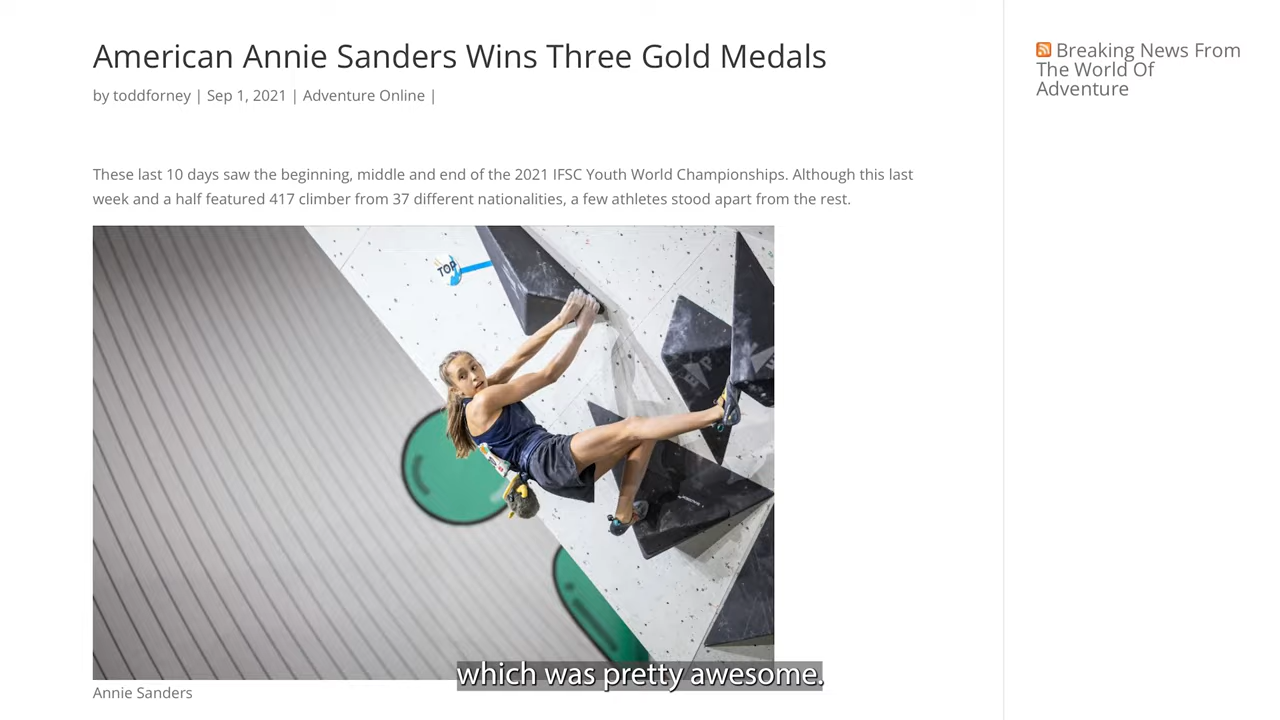 American Annie Sanders Wins Three Gold Medals
by toddforney | Sep 1, 2021 | Adventure Online |
Breaking News From
The World Of
Adventure
These last 10 days saw the beginning, middle and end of the 2021 IFSC Youth World Championships. Although this last
week and a half featured 417 climber from 37 different nationalities, a few athletes stood apart from the rest.
TOP
which was pretty awesome.
Annie Sanders